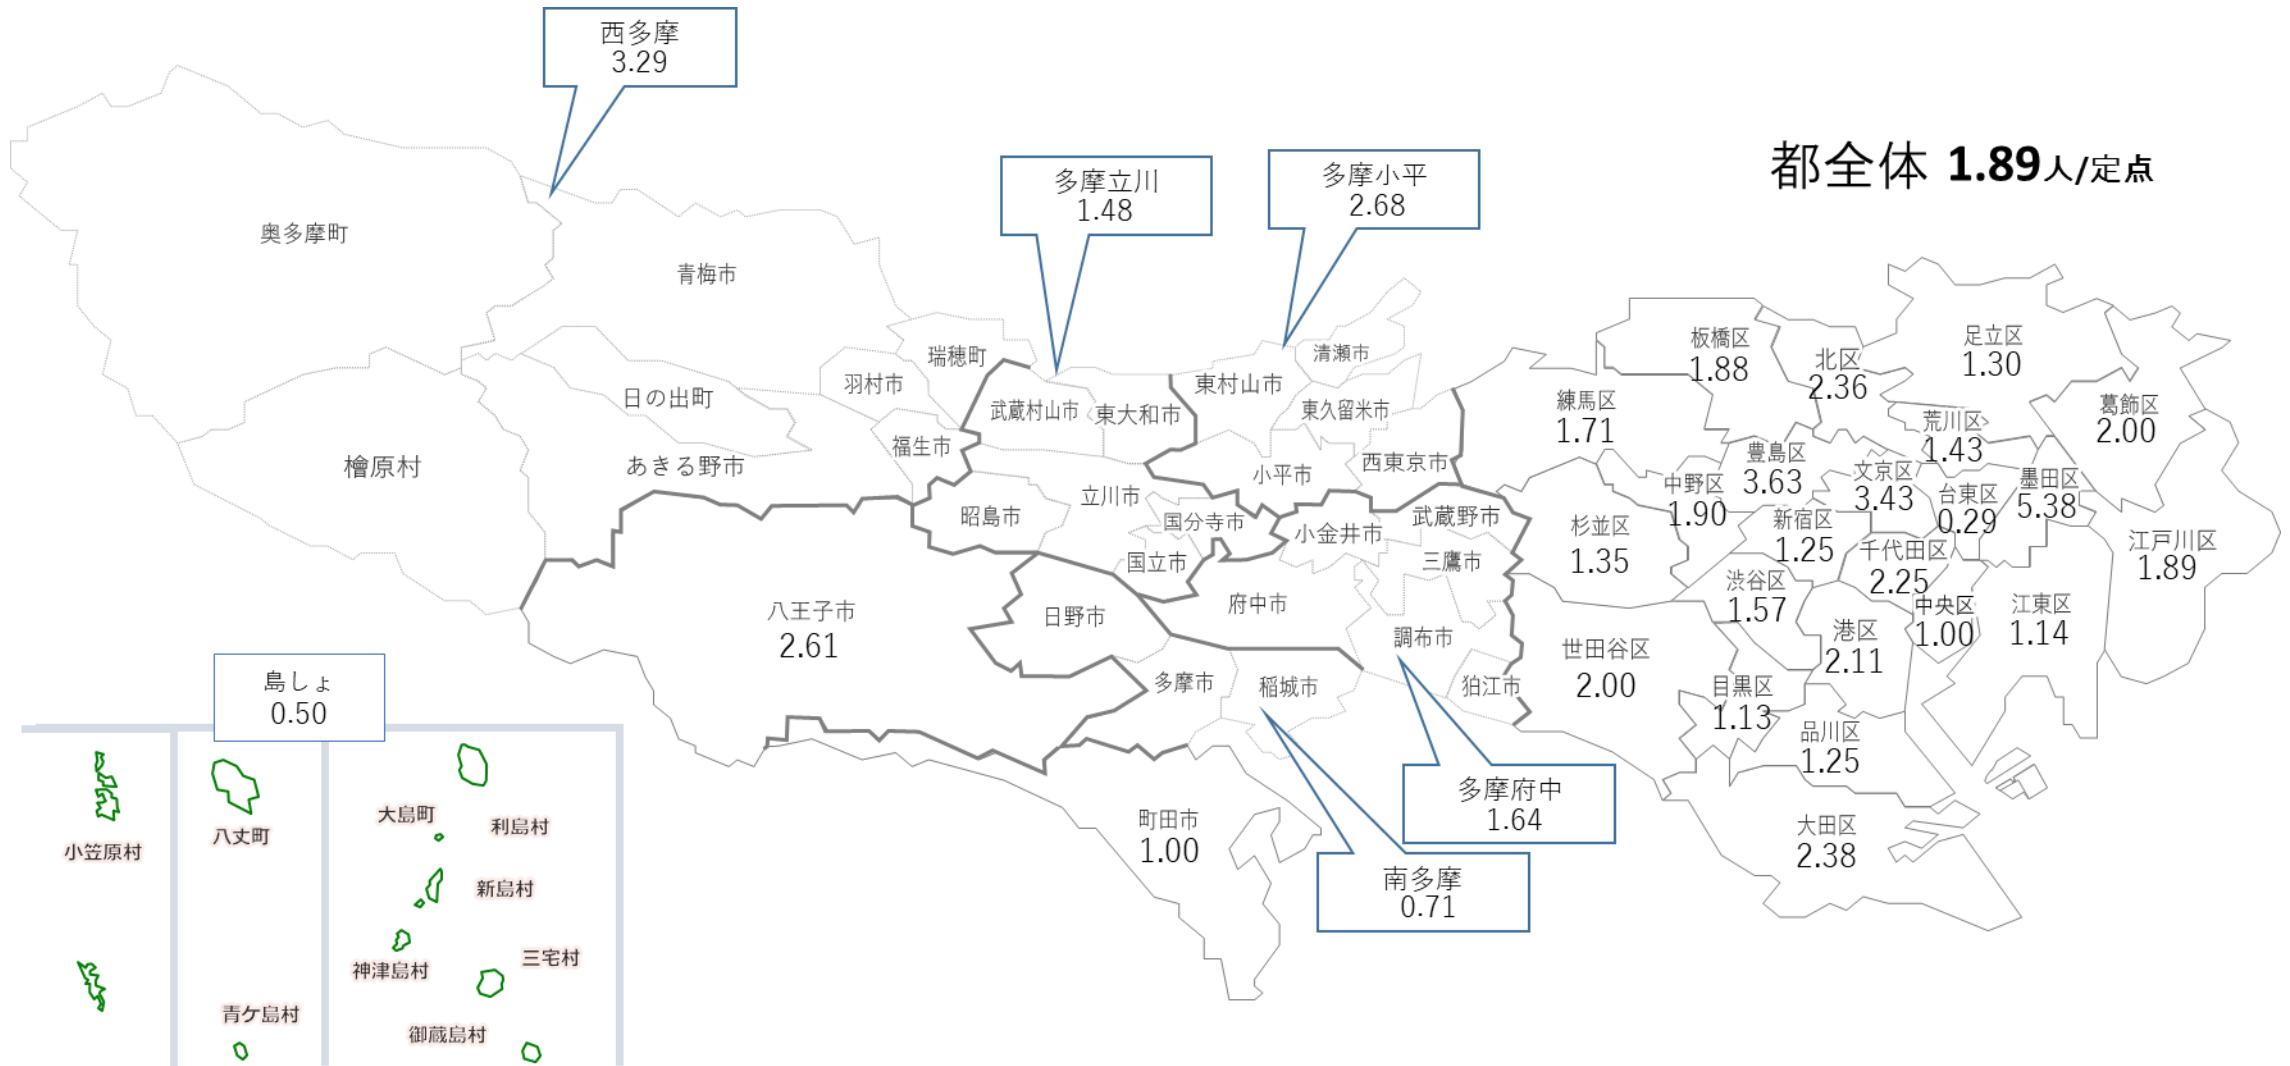 西多摩
3.29
多摩立川
1.48
多摩小平
2.68
都全体 1.89人/定点
奥多摩町
青梅市
瑞穂町
羽村市
日の出町
福生市
あきる野市
檜原村
武蔵村山市
東大和市
東村山市
清瀬市
東久留米市
小平市
西東京市
立川市
昭島市
国分寺市
国立市
小金井市
武蔵野市
三鷹市
府中市
調布市
狛江市
八王子市
2.61
日野市
多摩市
稲城市
町田市
1.00
多摩府中
1.64
南多摩
0.71
板橋区
1.88
北区
2.36
足立区
1.30
練馬区
1.71
荒川区
1.43
葛飾区
2.00
豊島区
3.63
文京区
3.43
中野区
1.90
台東区
0.29
墨田区
5.38
杉並区
1.35
新宿区
1.25
千代田区
2.25
江戸川区
1.89
渋谷区
1.57
中央区
1.00
江東区
1.14
港区
2.11
世田谷区
2.00
目黒区
1.13
品川区
1.25
大田区
2.38
島しょ
0.50
小笠原村
八丈町
青ケ島村
大島町
利島村
新島村
神津島村
三宅村
御蔵島村